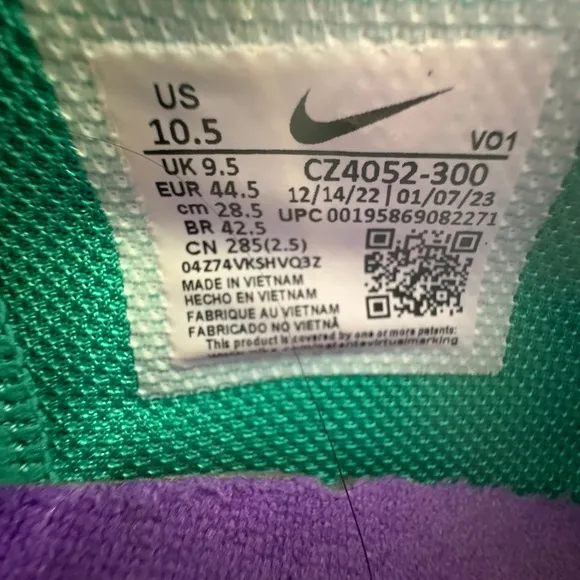 US
10.5
VO1
UK 9.5
CZ4052-300
EUR 44.5
12/14/22 | 01/07/23
cm 28.5
UPC 00195869082271
BR 42.5
CN 285(2.5)
04Z74VKSHVQ3Z
MADE IN VIETNAM
HECHO EN VIETNAM
FABRIQUE AU VIETNAM
FABRICADO NO VIETNÃ
This product is covered by one or more patents: